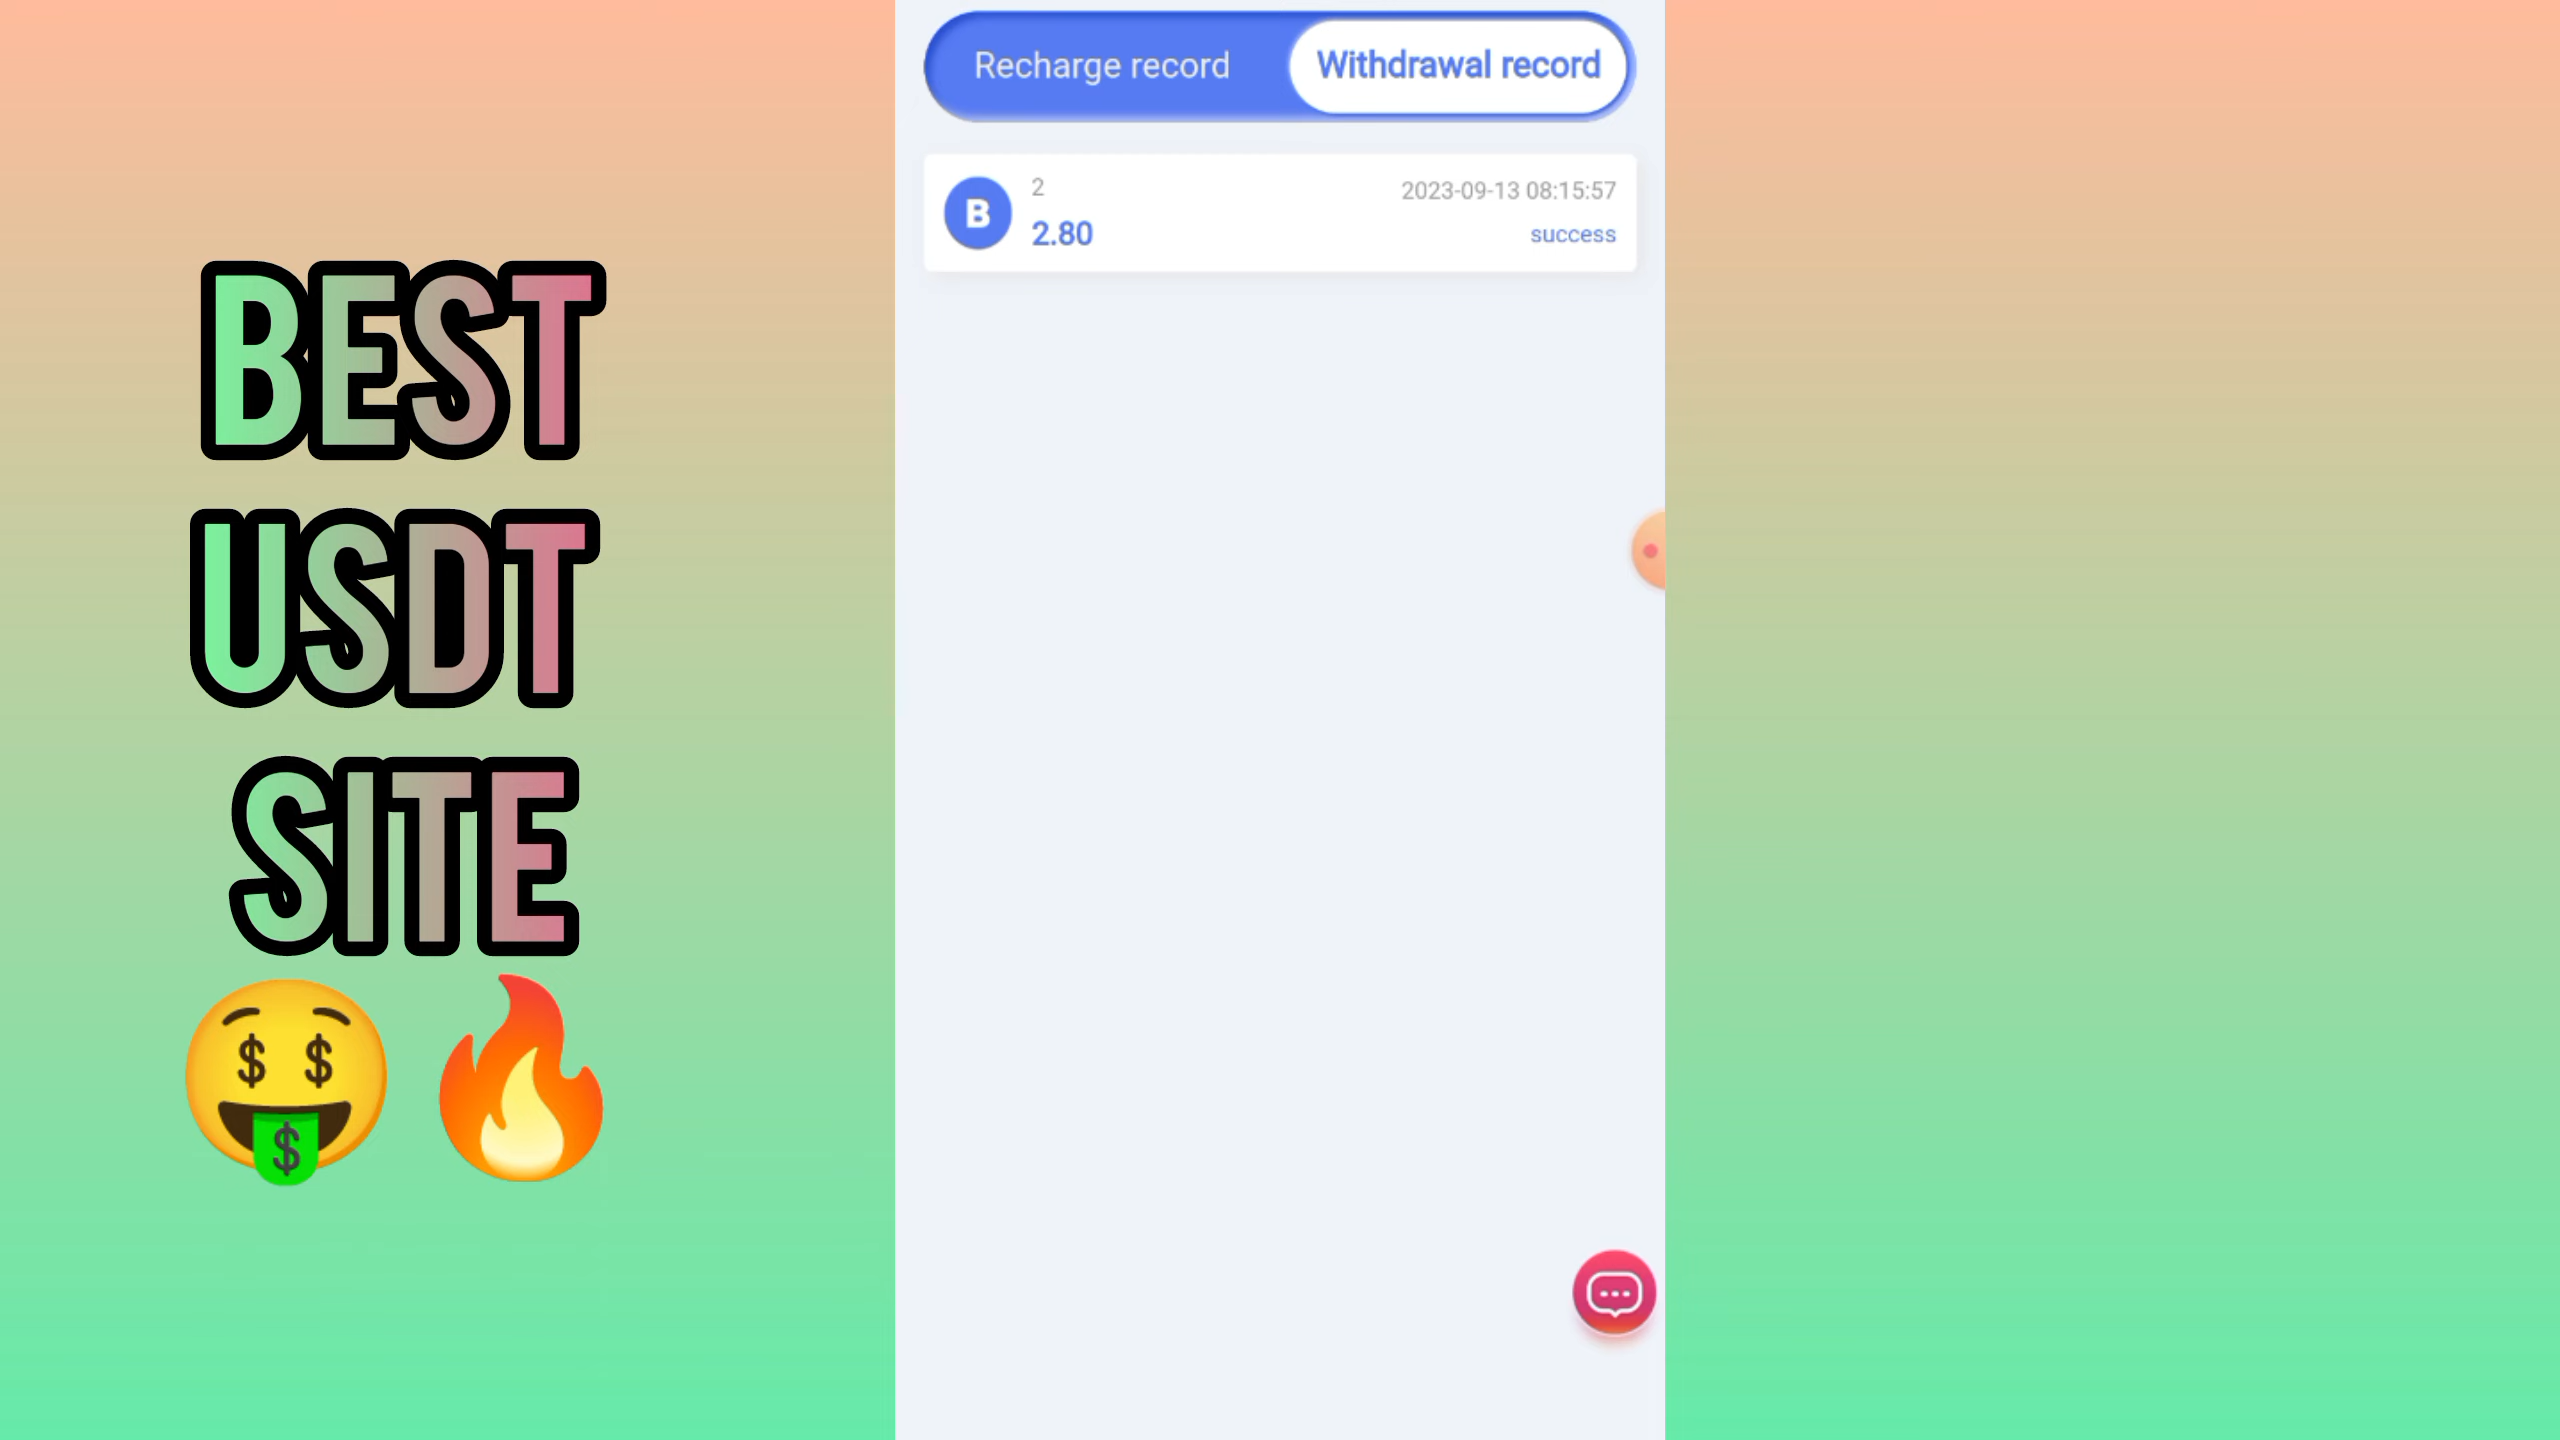 BEST
USDT
SITE
Recharge record
Withdrawal record
B
2
2023-09-13 08:15:57
2.80
success